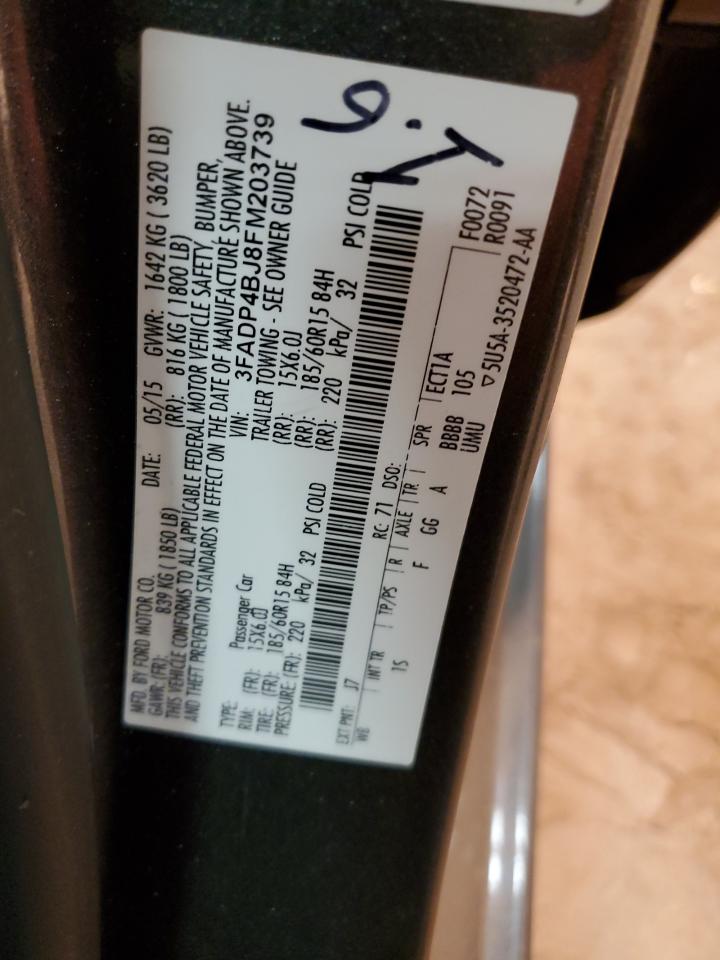 MFD. BY FORD MOTOR CO.
DATE: 05/15 GVWR: 1642 KG ( 3620 LB)
GAWR: (FR): 839 KG ( 1850 LB) (RR): 816 KG ( 1800 LB)
THIS VEHICLE CONFORMS TO ALL APPLICABLE FEDERAL MOTOR VEHICLE SAFETY, BUMPER,
AND THEFT PREVENTION STANDARDS IN EFFECT ON THE DATE OF MANUFACTURE SHOWN ABOVE.
VIN: 3FADP4BJ8FM203739
TYPE: Passenger Car TRAILER TOWING - SEE OWNER GUIDE
RIM: (FR): 15X6.0J (RR): 15X6.0J
TIRE: (FR): 185/60R15 84H (RR): 185/60R15 84H
PRESSURE: (FR): 220 kPa/ 32 PSI COLD (RR): 220 kPa/ 32 PSI COLD
EXT PNT: J7 RC: 71 DSO: F0072
WB INT TR TP/PS R AXLE TR SPR ECT1A R0091
15 F GG A BBBB 105
UMU ▽5U5A-3520472-AA